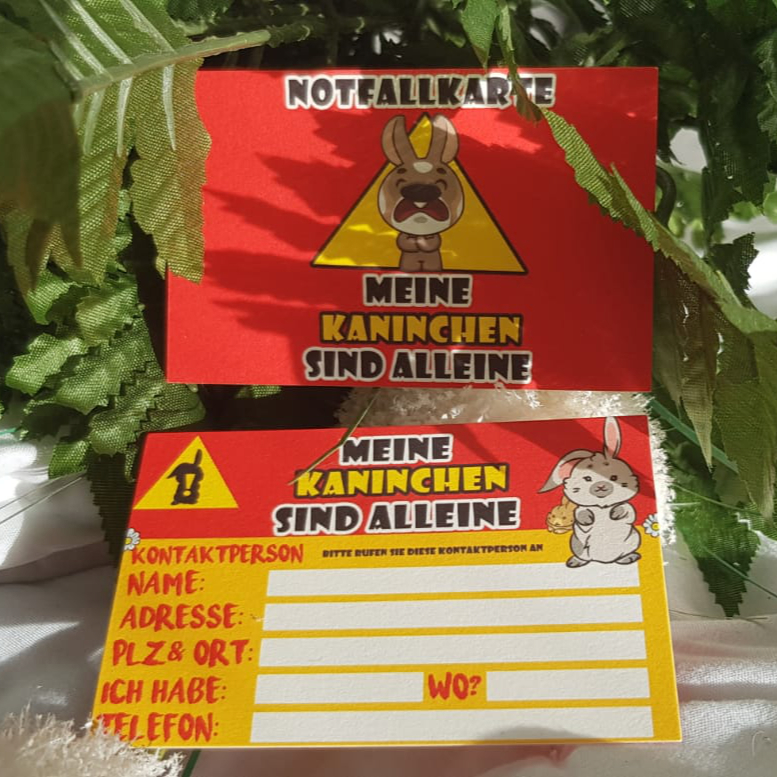 NOTFALLKARTE
MEINE
KANINCHEN
SIND ALLEINE
MEINE
KANINCHEN
SIND ALLEINE
KONTAKTPERSON BITTE RUFEN SIE DIESE KONTAKTPERSON AN
NAME:
ADRESSE:
PLZ & ORT:
ICH HABE: WO?
TELEFON: